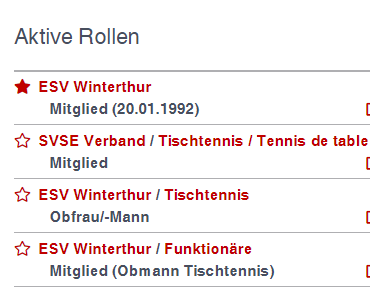 Aktive Rollen
ESV Winterthur
Mitglied (20.01.1992)
SVSE Verband / Tischtennis / Tennis de table
Mitglied
ESV Winterthur / Tischtennis
Obfrau/-Mann
ESV Winterthur / Funktionäre
Mitglied (Obmann Tischtennis)